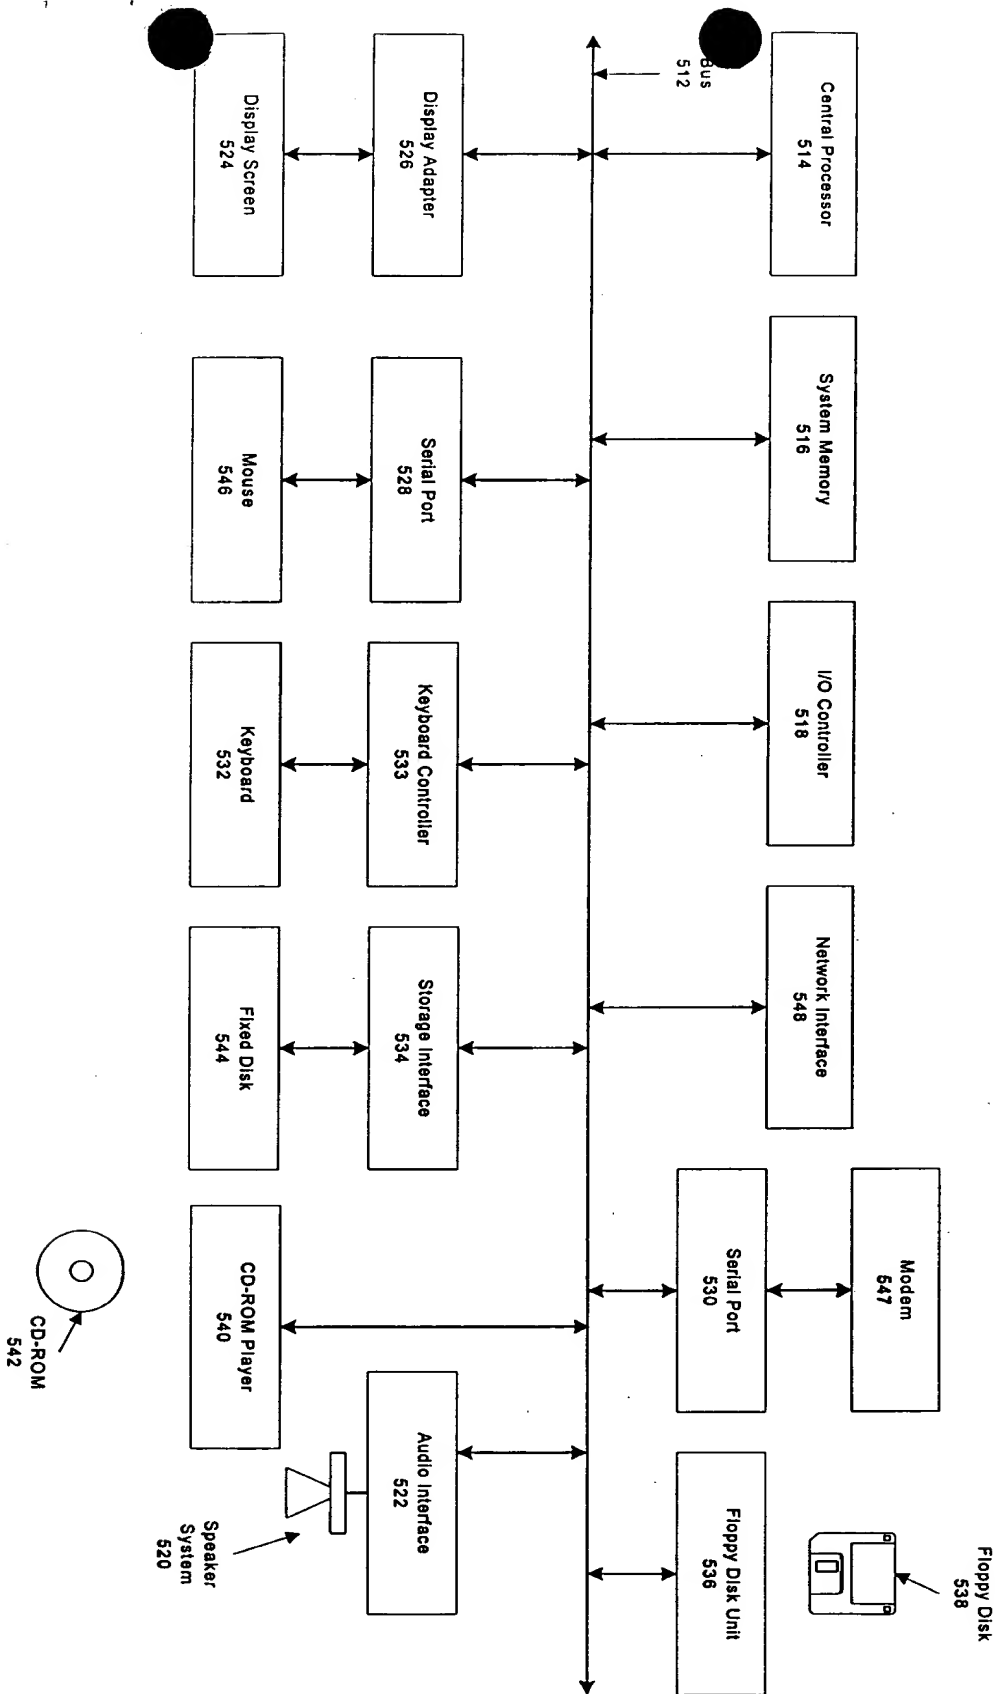 Central Processor
514
System Memory
516
I/O Controller
518
Network Interface
548
Modem
547
Serial Port
530
Floppy Disk
538
Floppy Disk Unit
536
Bus
512
Display Adapter
526
Serial Port
528
Keyboard Controller
533
Storage Interface
534
Audio Interface
522
Display Screen
524
Mouse
546
Keyboard
532
Fixed Disk
544
CD-ROM Player
540
Speaker
System
520
CD-ROM
542